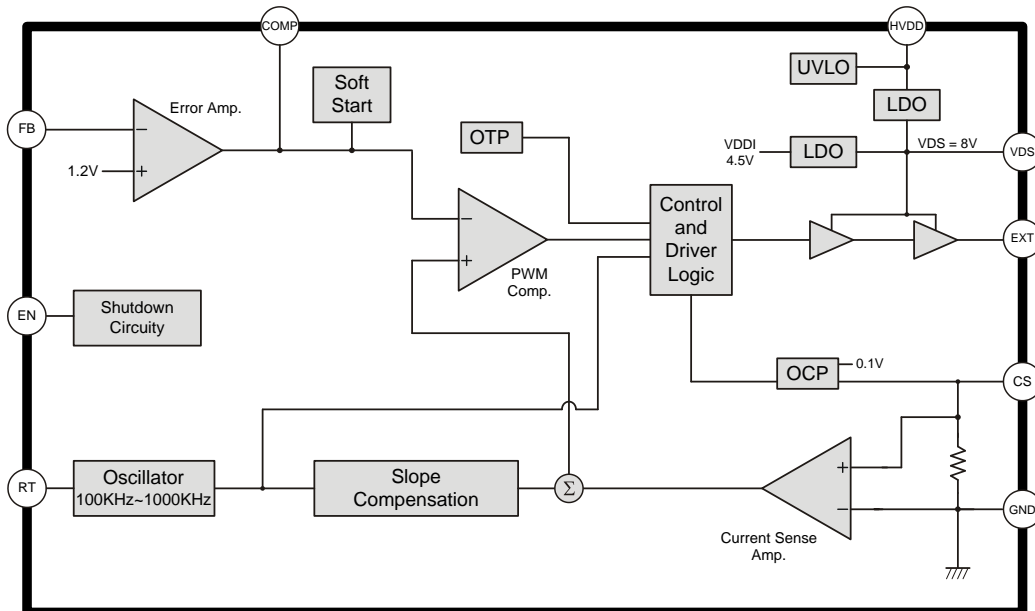 COMP
HVDD
UVLO
Soft
Start
Error Amp.
LDO
FB
OTP
VDDI
4.5V
LDO
VDS = 8V
VDS
1.2V
Control
and
Driver
Logic
EXT
PWM
Comp.
EN
Shutdown
Circuity
OCP
0.1V
CS
RT
Oscillator
100KHz~1000KHz
Slope
Compensation
Σ
+
−
+
−
−
+
Current Sense
Amp.
GND